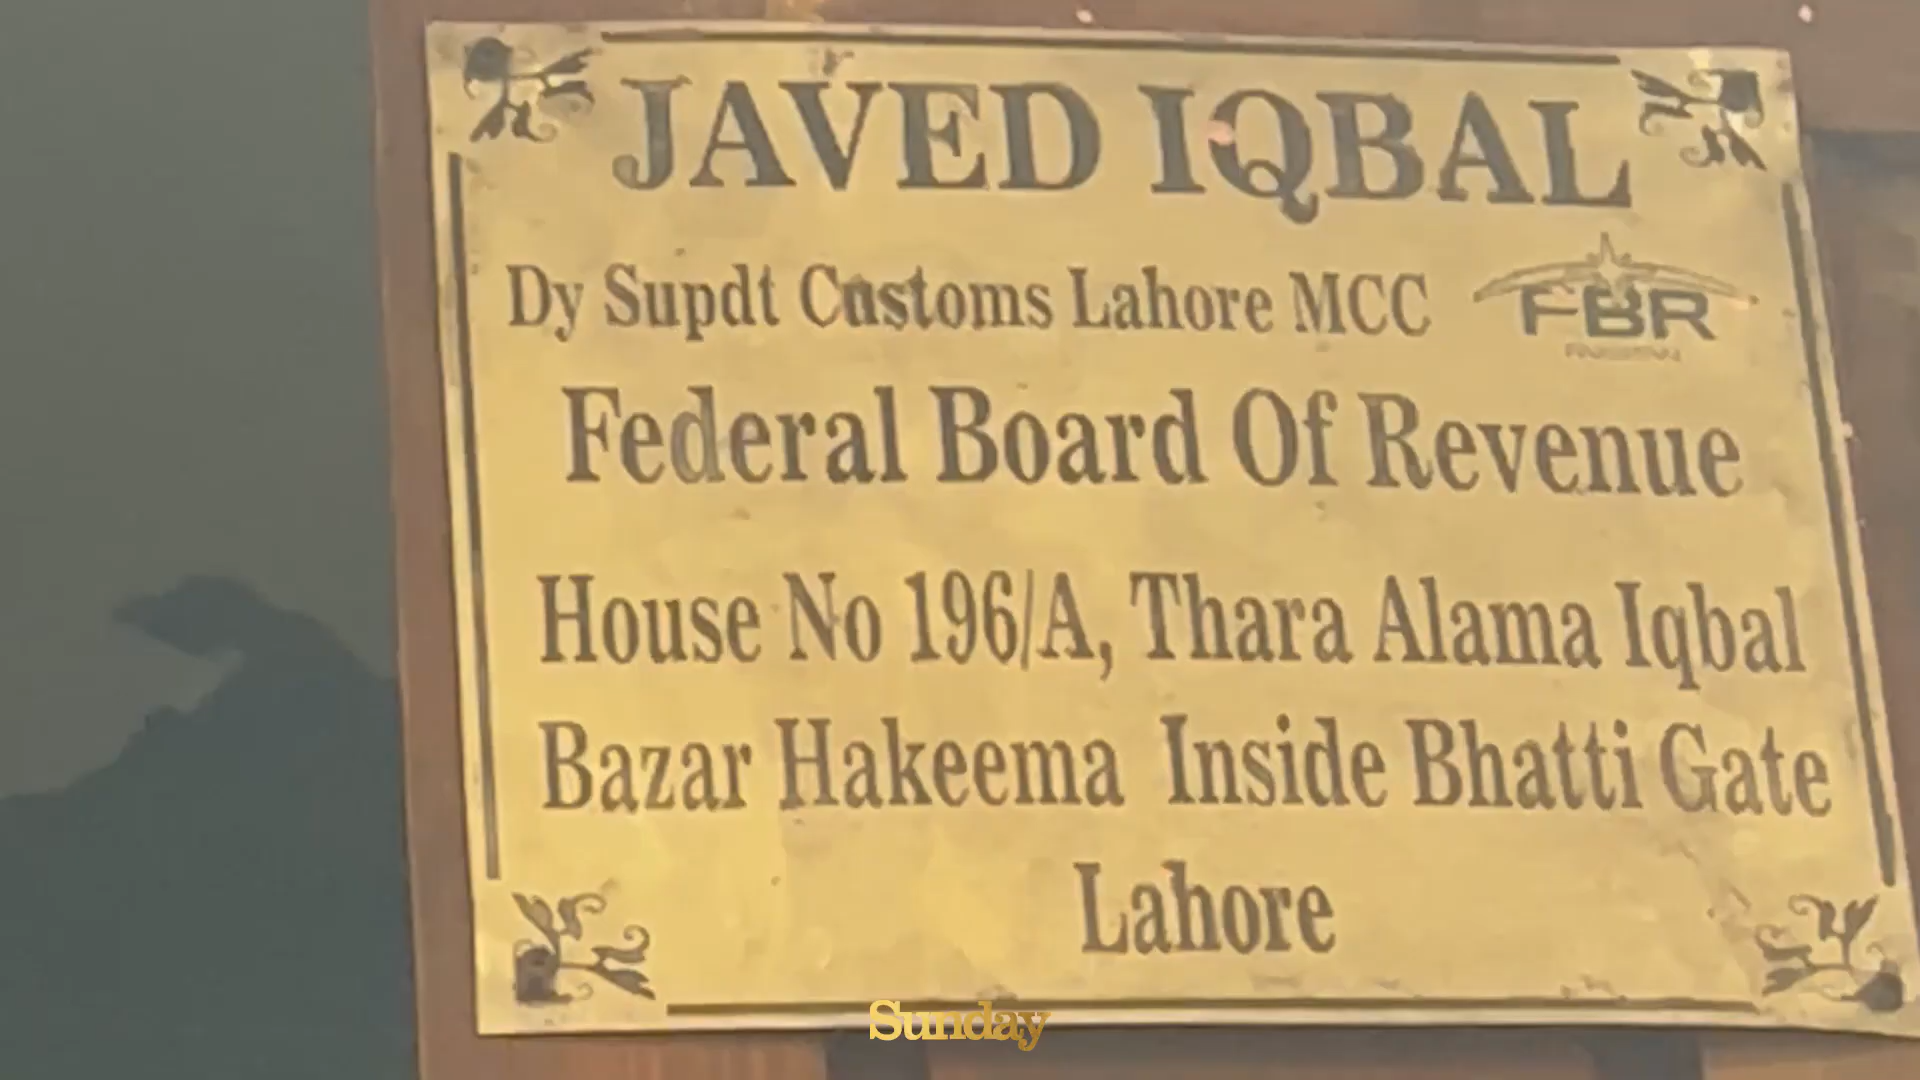 JAVED IQBAL
Dy Supdt Customs Lahore MCC
FBR
PAKISTAN
Federal Board Of Revenue
House No 196/A, Thara Alama Iqbal
Bazar Hakeema Inside Bhatti Gate
Lahore
Sunday